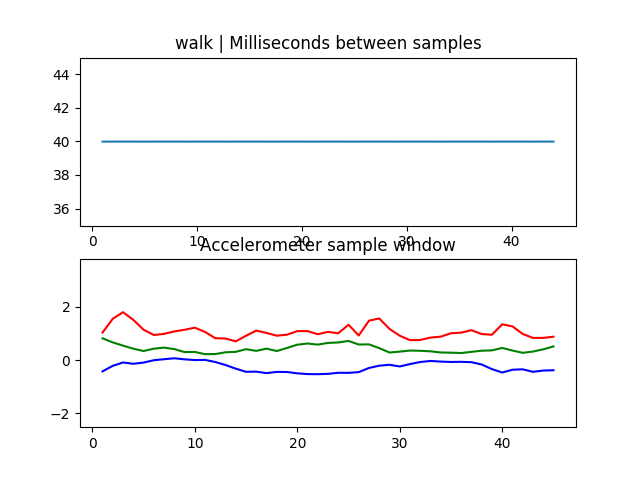 walk | Milliseconds between samples
44
42
40
38
36
0 10 20 30 40
Accelerometer sample window
2
0
−2
0 10 20 30 40